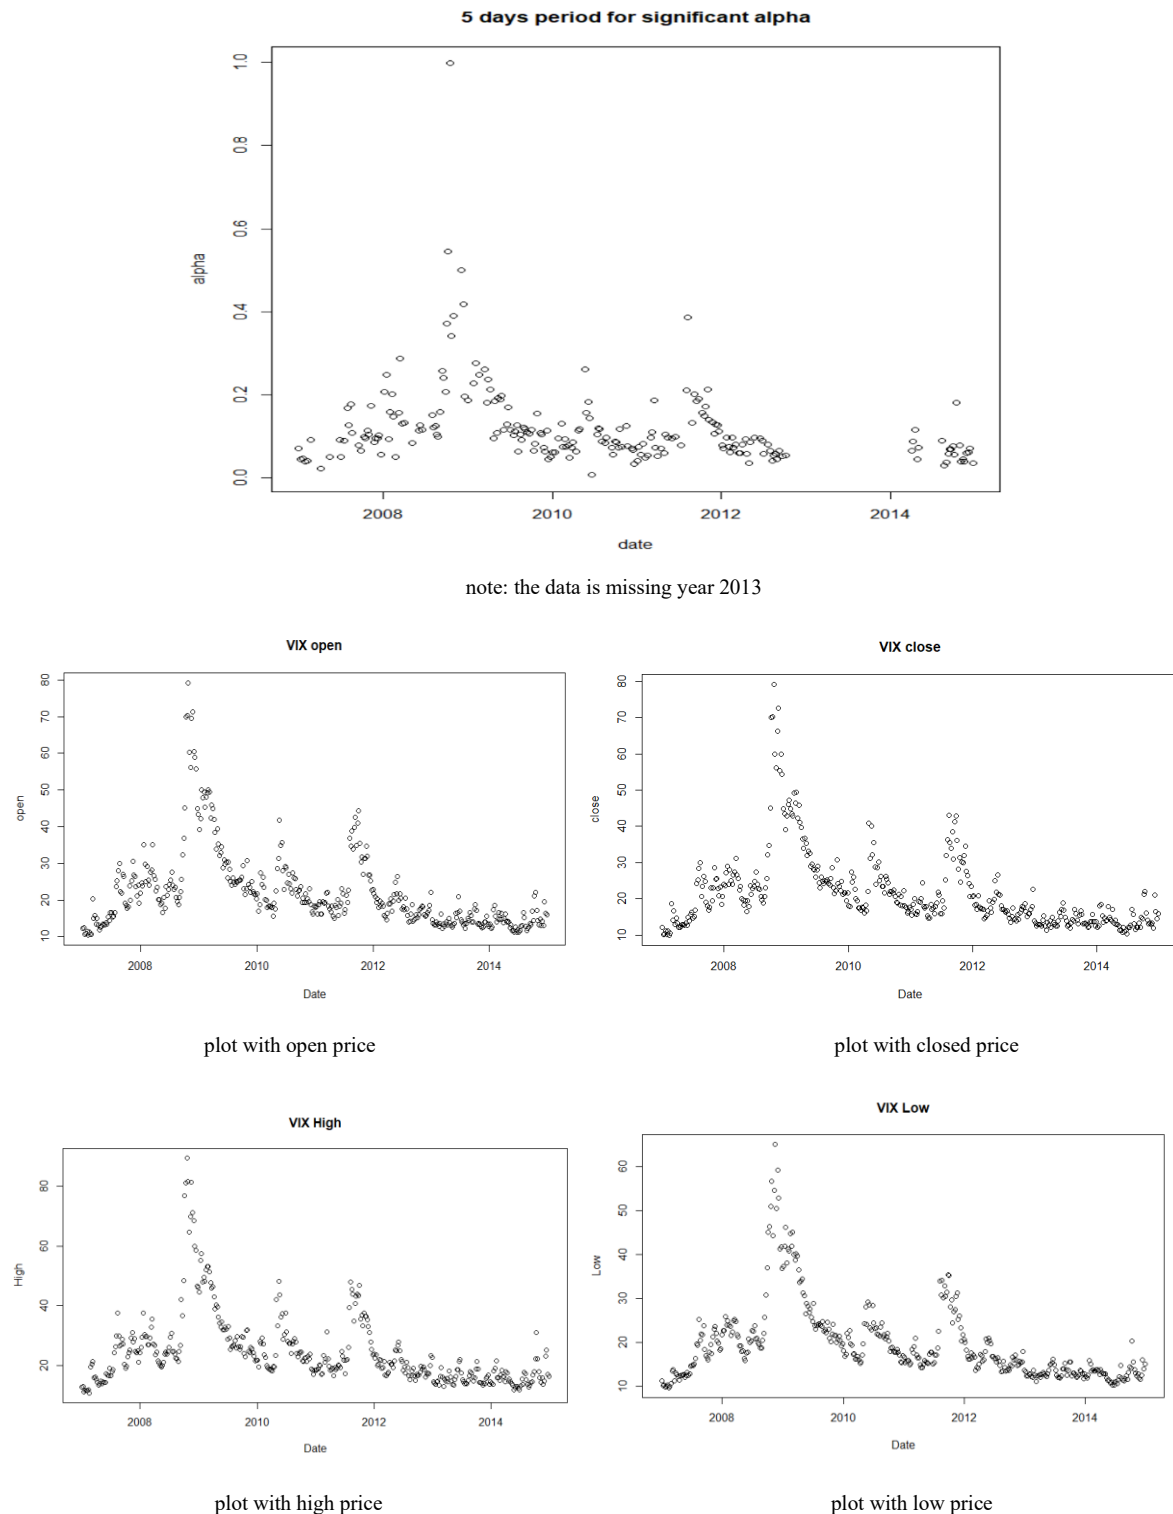 5 days period for significant alpha
1.0
0.8
0.6
0.4
0.2
0.0
alpha
2008 2010 2012 2014
date
note: the data is missing year 2013
VIX open
80
70
60
50
40
30
20
10
open
2008 2010 2012 2014
Date
plot with open price
VIX close
80
70
60
50
40
30
20
10
close
2008 2010 2012 2014
Date
plot with closed price
VIX High
80
60
40
20
High
2008 2010 2012 2014
Date
plot with high price
VIX Low
60
50
40
30
20
10
Low
2008 2010 2012 2014
Date
plot with low price